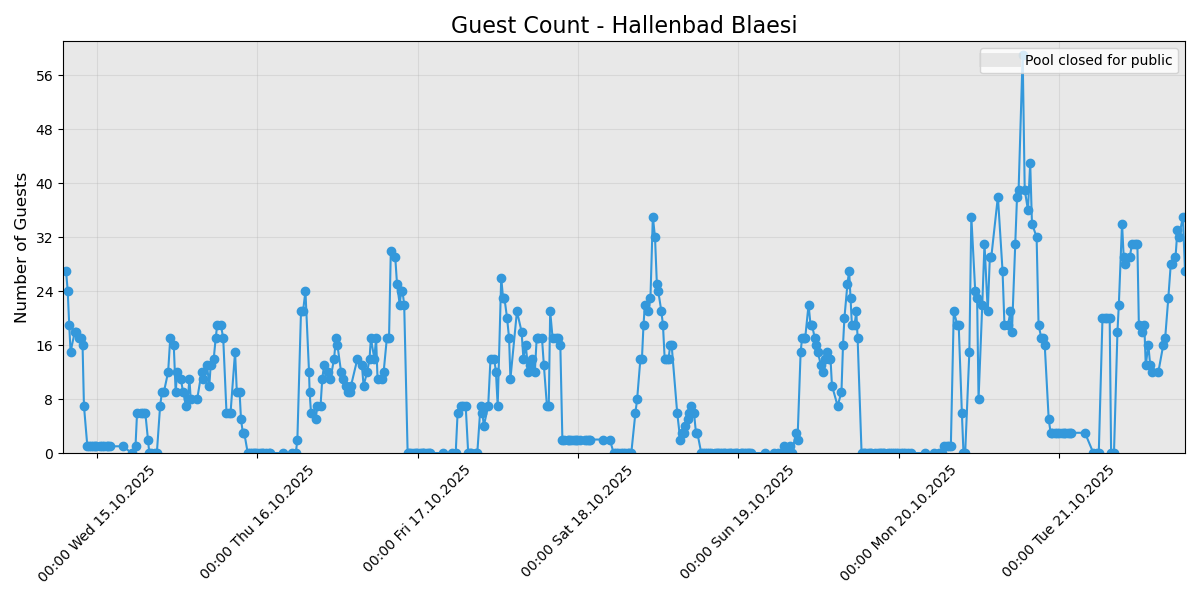 Guest Count - Hallenbad Blaesi
Pool closed for public
Number of Guests
56
48
40
32
24
16
8
0
00:00 Wed 15.10.2025
00:00 Thu 16.10.2025
00:00 Fri 17.10.2025
00:00 Sat 18.10.2025
00:00 Sun 19.10.2025
00:00 Mon 20.10.2025
00:00 Tue 21.10.2025